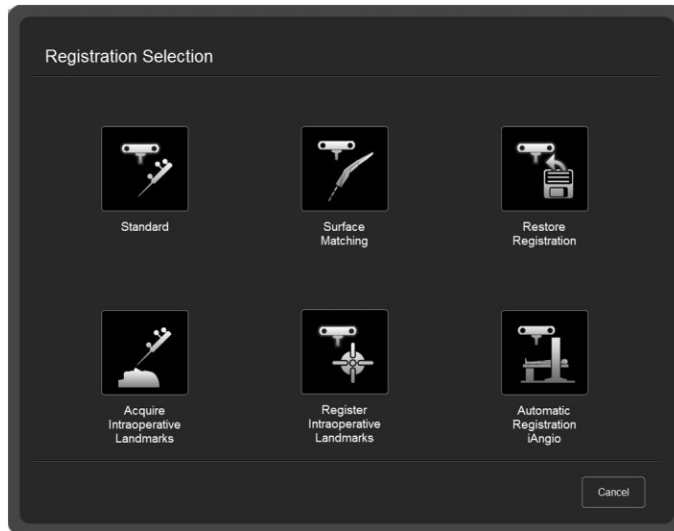 Registration Selection
Standard
Surface
Matching
Restore
Registration
Acquire
Intraoperative
Landmarks
Register
Intraoperative
Landmarks
Automatic
Registration
iAngio
Cancel